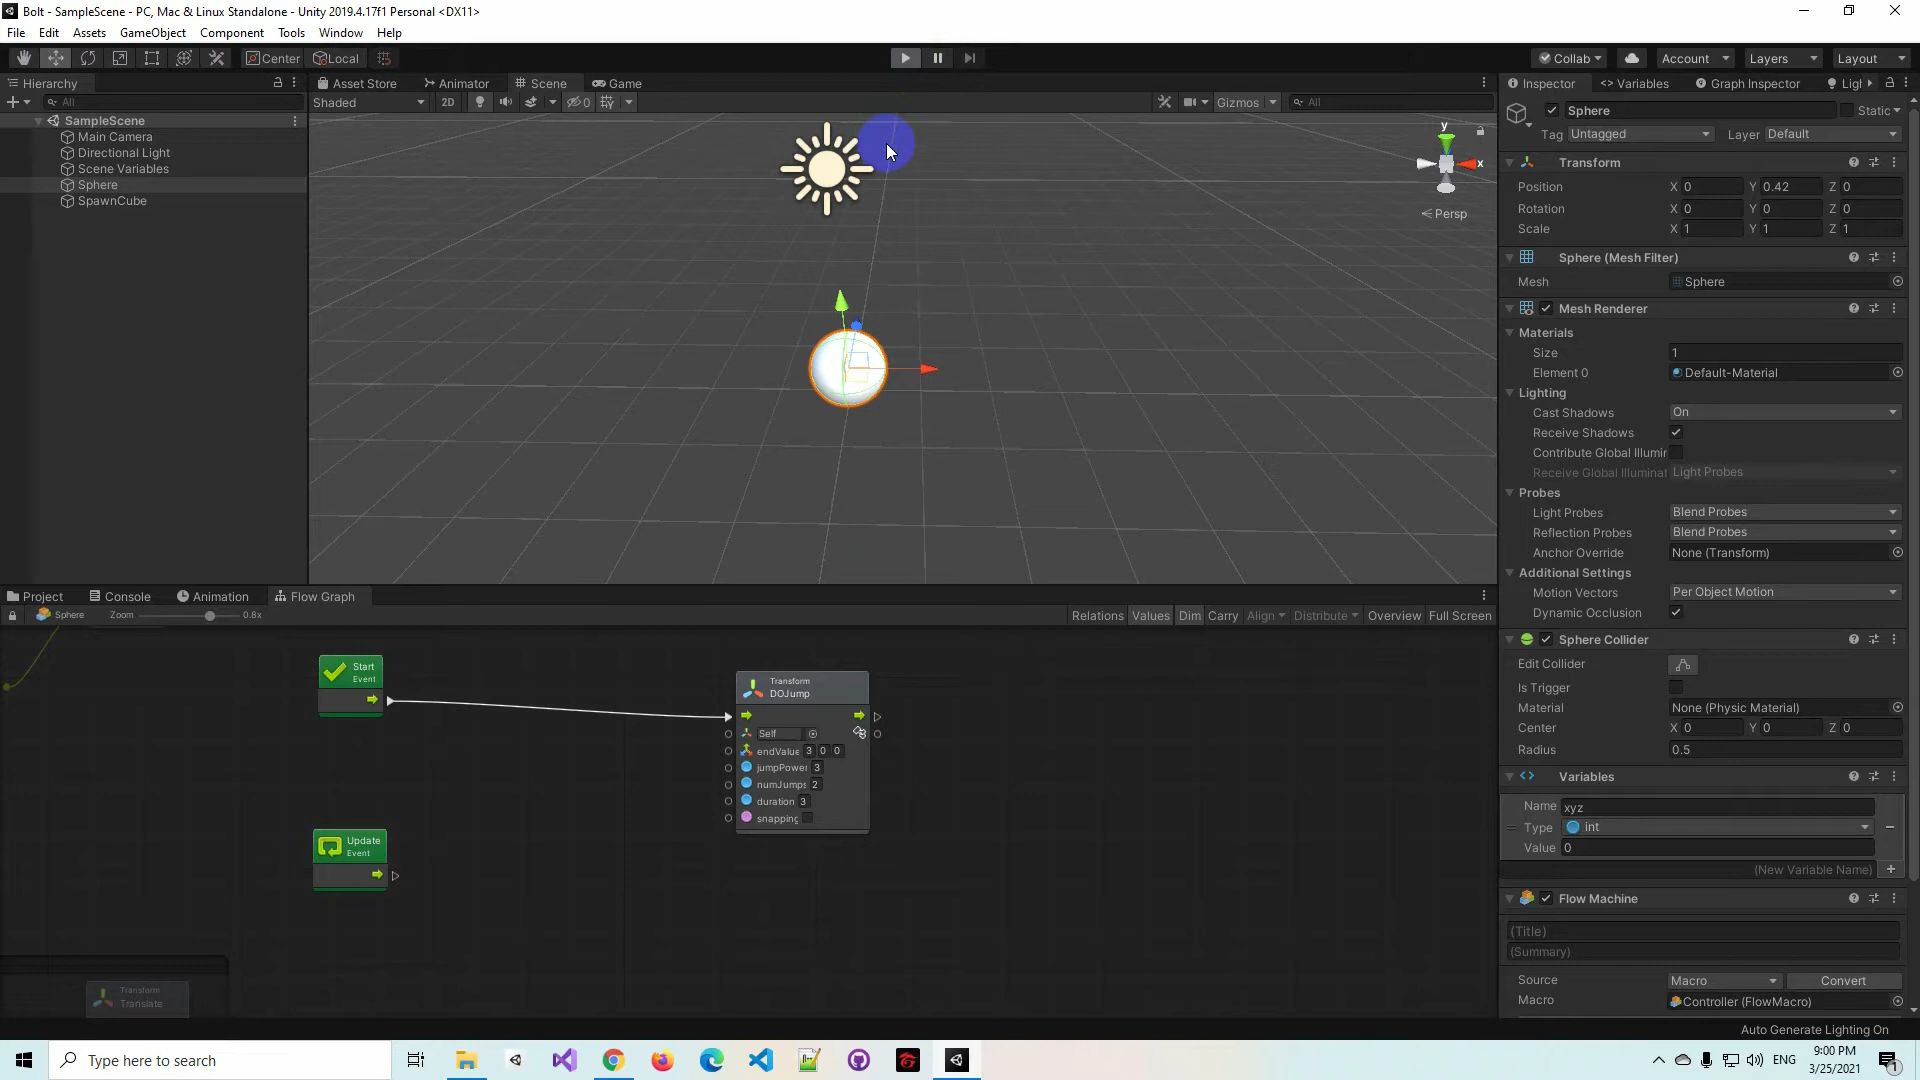 Bolt - SampleScene - PC, Mac & Linux Standalone - Unity 2019.4.17f1 Personal <DX11>
File Edit Assets GameObject Component Tools Window Help
Center Local Collab Account Layers Layout
Hierarchy
All
SampleScene
Main Camera
Directional Light
Scene Variables
Sphere
SpawnCube
Asset Store Animator Scene Game
Shaded 2D 0 Gizmos All
y
x
Persp
Inspector Variables Graph Inspector Ligl
Sphere Static
Tag Untagged Layer Default
Transform
Position X 0 Y 0.42 Z 0
Rotation X 0 Y 0 Z 0
Scale X 1 Y 1 Z 1
Sphere (Mesh Filter)
Mesh Sphere
Mesh Renderer
Materials
Size 1
Element 0 Default-Material
Lighting
Cast Shadows On
Receive Shadows
Contribute Global Illumir
Receive Global Illuminat Light Probes
Probes
Light Probes Blend Probes
Reflection Probes Blend Probes
Anchor Override None (Transform)
Additional Settings
Motion Vectors Per Object Motion
Dynamic Occlusion
Sphere Collider
Edit Collider
Is Trigger
Material None (Physic Material)
Center X 0 Y 0 Z 0
Radius 0.5
Variables
Name xyz
Type int
Value 0
(New Variable Name)
Flow Machine
(Title)
(Summary)
Source Macro Convert
Macro Controller (FlowMacro)
Project Console Animation Flow Graph
Sphere Zoom 0.8x Relations Values Dim Carry Align Distribute Overview Full Screen
Start
Event
Update
Event
Transform
DOJump
Self
endValue 3 0 0
jumpPower 3
numJumps 2
duration 3
snapping
Transform
Translate
Auto Generate Lighting On
Type here to search
ENG
9:00 PM
3/25/2021
1